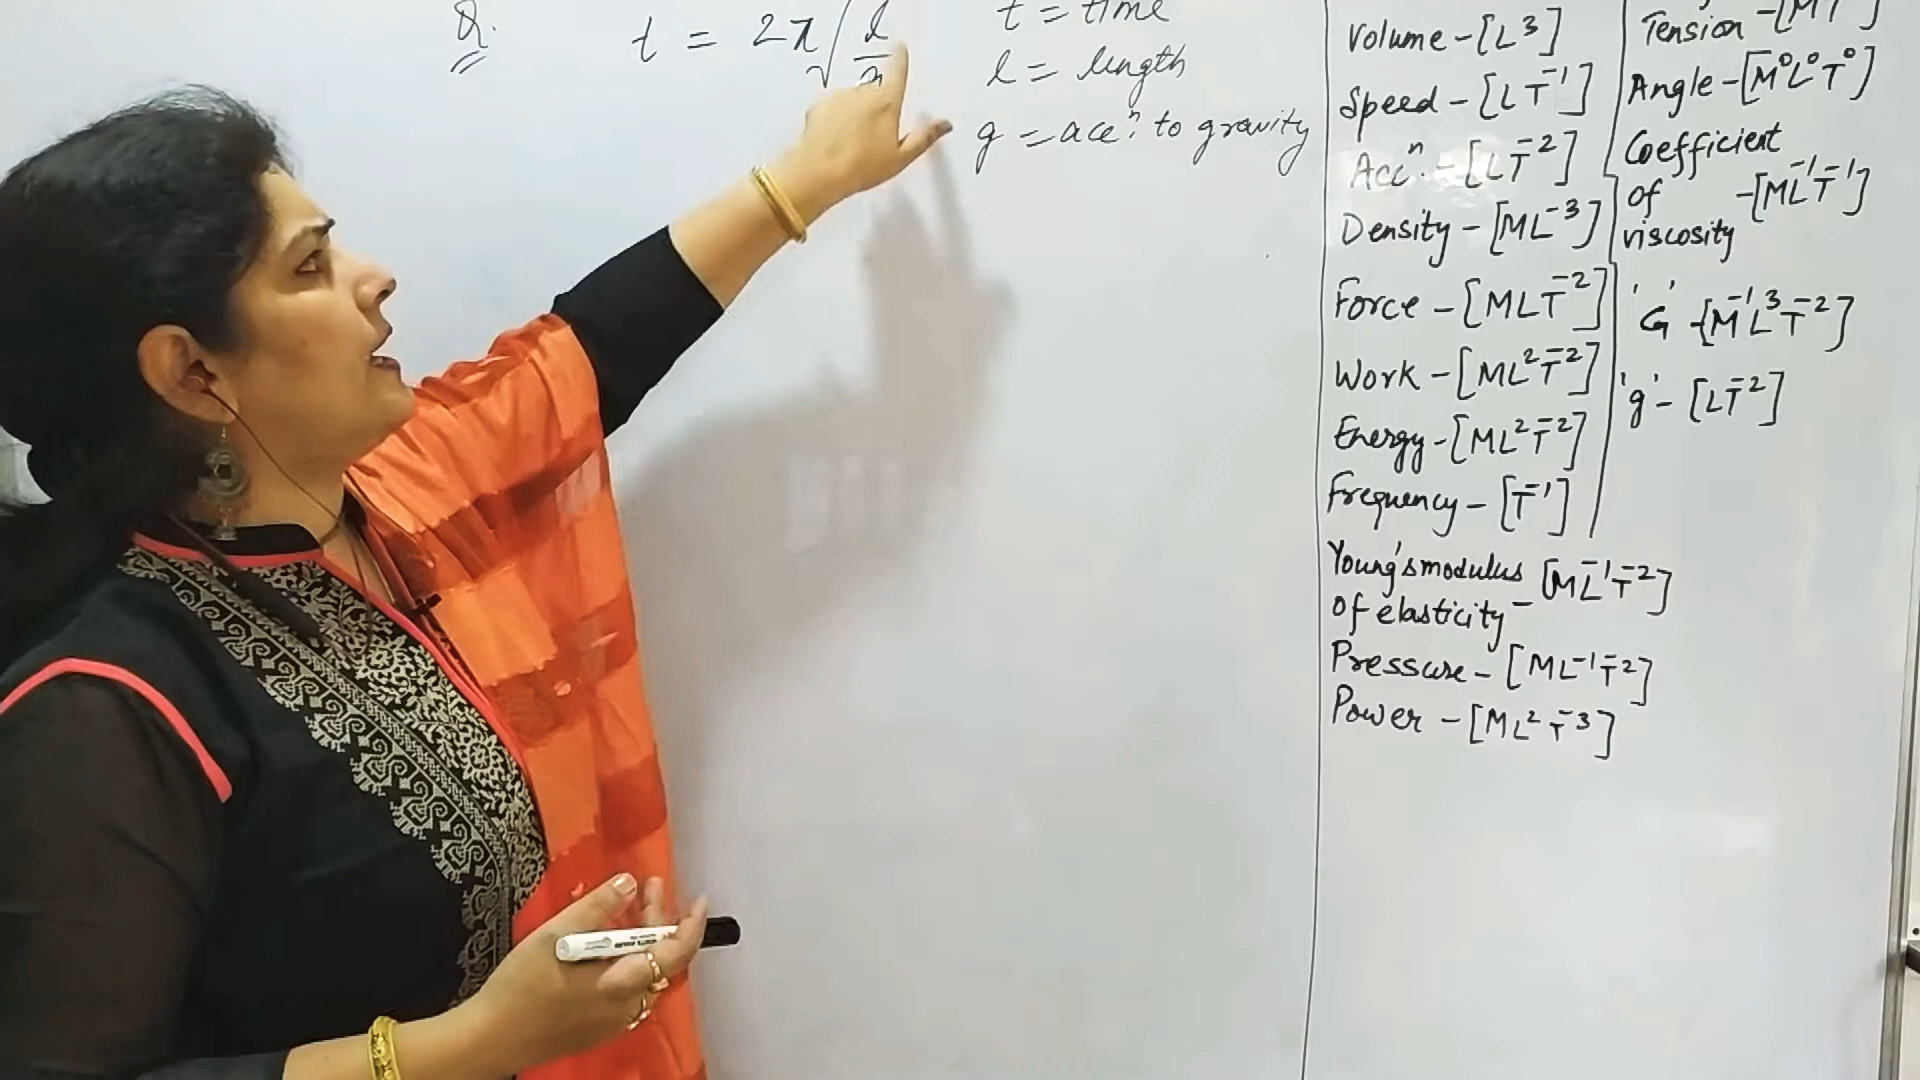 Q. t = 2π√l/g
t = time
l = length
g = accⁿ. to gravity
Volume - [L³]
Speed - [LT⁻¹]
Accⁿ. - [LT⁻²]
Density - [ML⁻³]
Force - [MLT⁻²]
Work - [ML²T⁻²]
Energy - [ML²T⁻²]
Frequency - [T⁻¹]
Young's modulus
of elasticity - [ML⁻¹T⁻²]
Pressure - [ML⁻¹T⁻²]
Power - [ML²T⁻³]
Tension -
Angle - [M⁰L⁰T⁰]
Coefficient
of - [ML⁻¹T⁻¹]
viscosity
'G' - [M⁻¹L³T⁻²]
'g' - [LT⁻²]